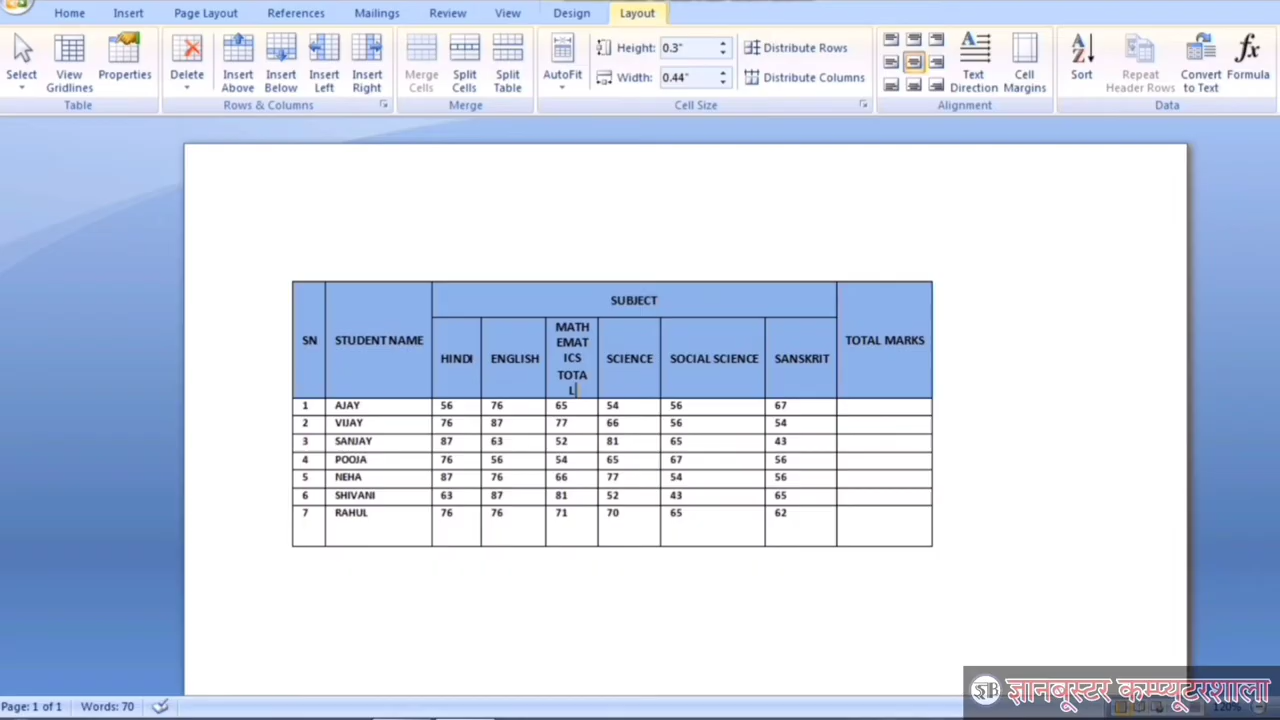 Home Insert Page Layout References Mailings Review View Design Layout
Select
View Gridlines
Properties
Table
Delete
Insert Above
Insert Below
Insert Left
Insert Right
Rows & Columns
Merge Cells
Split Cells
Split Table
Merge
AutoFit
Height: 0.3"
Width: 0.44"
Distribute Rows
Distribute Columns
Cell Size
Text Direction
Cell Margins
Alignment
Sort
Repeat Header Rows
Convert to Text
Formula
Data
SN STUDENT NAME SUBJECT TOTAL MARKS
HINDI ENGLISH
MATH
EMAT
ICS
TOTA
L
SCIENCE SOCIAL SCIENCE SANSKRIT
1 AJAY 56 76 65 54 56 67
2 VIJAY 76 87 77 66 56 54
3 SANJAY 87 63 52 81 65 43
4 POOJA 76 56 54 65 67 56
5 NEHA 87 76 66 77 54 56
6 SHIVANI 63 87 81 52 43 65
7 RAHUL 76 76 71 70 65 62
ज्ञानबूस्टर कम्प्यूटरशाला
Page: 1 of 1 Words: 70 120%